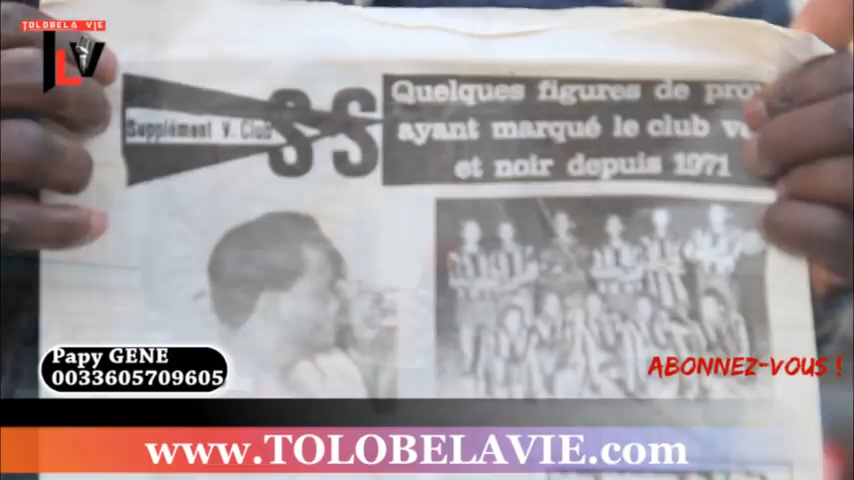 TOLOBELA VIE
TLV
Supplément V. Club
SS
Quelques figures de
ayant marqué le club
et noir depuis 1971
Papy GENE
0033605709605
ABONNEZ-VOUS !
www.TOLOBELAVIE.com